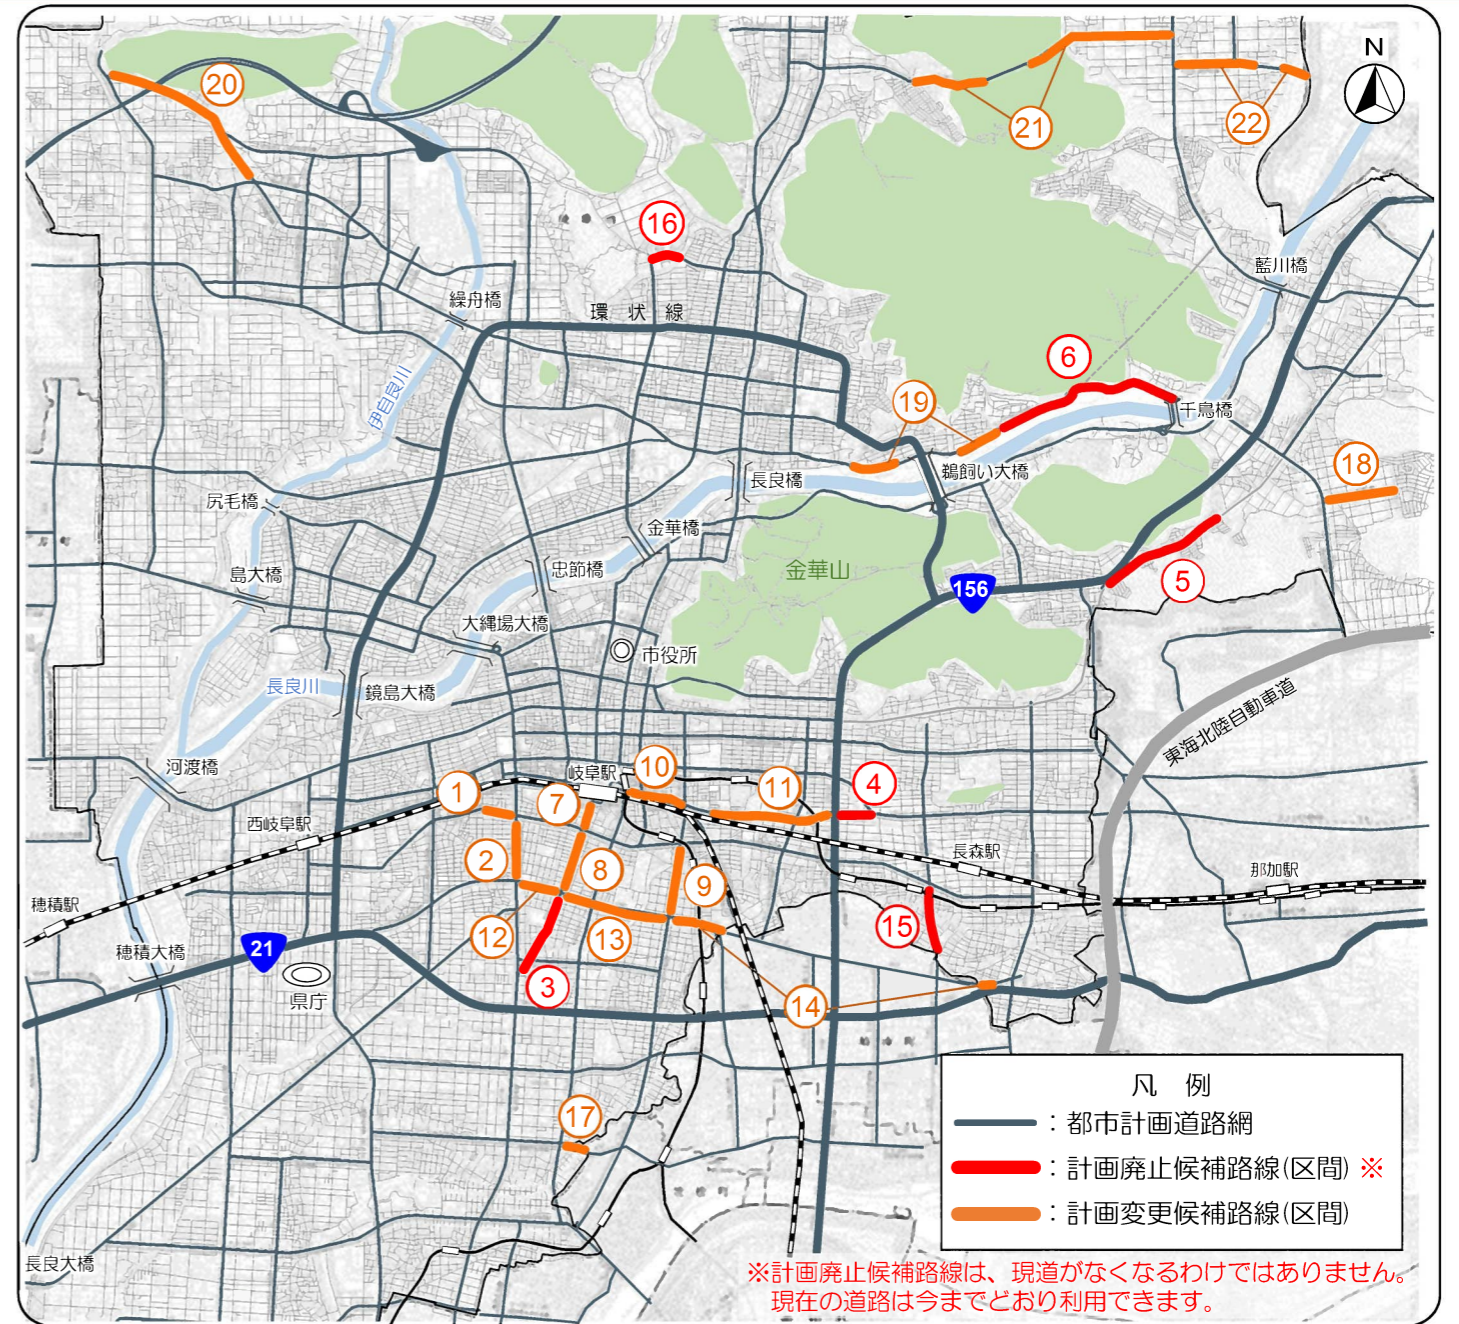 N
20
21
22
16
藍川橋
繰舟橋
環状線
6
伊自良川
19
千鳥橋
長良橋
鵜飼い大橋
18
尻毛橋
金華橋
島大橋
忠節橋
金華山
156
5
大縄場大橋
市役所
長良川
鏡島大橋
東海北陸自動車道
河渡橋
岐阜駅
10
11
4
1
7
西岐阜駅
長森駅
2
8
9
那加駅
穂積駅
15
12
13
穂積大橋
21
県庁
3
14
17
長良大橋
凡 例
：都市計画道路網
：計画廃止候補路線(区間) ※
：計画変更候補路線(区間)
※計画廃止候補路線は、現道がなくなるわけではありません。
現在の道路は今までどおり利用できます。